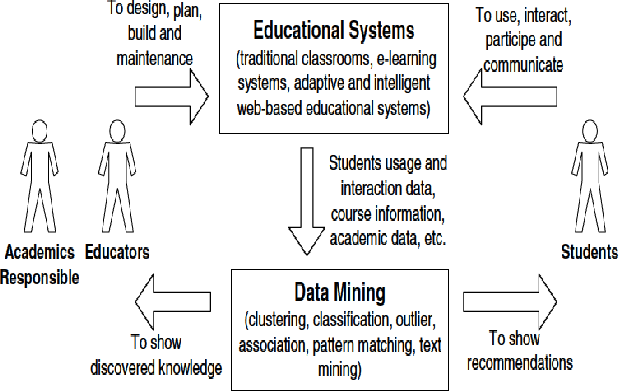 To design, plan,
build and
maintenance
Educational Systems
(traditional classrooms, e-learning
systems, adaptive and intelligent
web-based educational systems)
To use, interact,
participe and
communicate
Students usage and
interaction data,
course information,
academic data, etc.
Academics
Responsible
Educators
Students
Data Mining
(clustering, classification, outlier,
association, pattern matching, text
mining)
To show
discovered knowledge
To show
recommendations